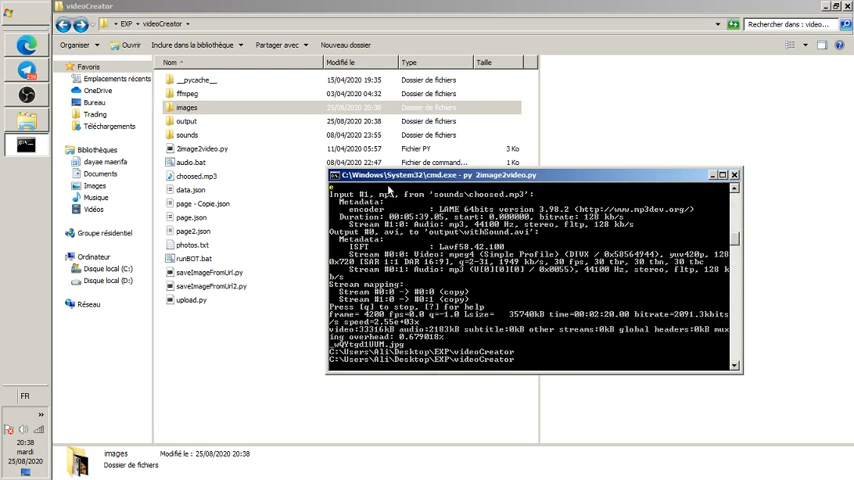 videoCreator
EXP
videoCreator
Rechercher dans : video...
Organiser
Ouvrir
Indure dans la bibliothèque
Partager avec
Nouveau dossier
Favoris
Emplacements récents
OneDrive
Bureau
Trading
Téléchargements
Bibliothèques
dayae maerifa
Documents
Images
Musique
Vidéos
Groupe résidentiel
Ordinateur
Disque local (C:)
Disque local (D:)
Réseau
Nom Modifié le Type Taille
__pycache__ 15/04/2020 19:35 Dossier de fichiers
ffmpeg 03/04/2020 04:32 Dossier de fichiers
images 25/08/2020 20:38 Dossier de fichiers
output 25/08/2020 20:38 Dossier de fichiers
sounds 08/04/2020 23:55 Dossier de fichiers
2image2video.py 11/04/2020 05:57 Fichier PY 3 Ko
audio.bat 08/04/2020 22:47 Fichier de comman...
choosed.mp3
data.json
page - Copie.json
page.json
page2.json
photos.txt
runBOT.bat
saveImageFromUrl.py
saveImageFromUrl2.py
upload.py
C:\Windows\System32\cmd.exe - py 2image2video.py
e
Input #1, mp3, from 'sounds\choosed.mp3':
Metadata:
encoder : LAME 64bits version 3.98.2 (http://www.mp3dev.org/)
Duration: 00:05:39.05, start: 0.000000, bitrate: 128 kb/s
Stream #1:0: Audio: mp3, 44100 Hz, stereo, fltp, 128 kb/s
Output #0, avi, to 'output\withSound.avi':
Metadata:
ISFT : Lavf58.42.100
Stream #0:0: Video: mpeg4 (Simple Profile) (DIVX / 0x58564944), yuv420p, 128
0x720 [SAR 1:1 DAR 16:9], q=2-31, 1949 kb/s, 30 fps, 30 tbr, 30 tbn, 30 tbc
Stream #0:1: Audio: mp3 (U[0][0][0] / 0x0055), 44100 Hz, stereo, fltp, 128 k
b/s
Stream mapping:
Stream #0:0 -> #0:0 (copy)
Stream #1:0 -> #0:1 (copy)
Press [q] to stop, [?] for help
frame= 4200 fps=0.0 q=-1.0 Lsize= 35740kB time=00:02:20.00 bitrate=2091.3kbits
/s speed=2.55e+03x
video:33316kB audio:2183kB subtitle:0kB other streams:0kB global headers:0kB mux
ing overhead: 0.679018%
_wQYtgd1UUM.jpg
C:\Users\Ali\Desktop\EXP\videoCreator
C:\Users\Ali\Desktop\EXP\videoCreator
FR
20:38
mardi
25/08/2020
images Modifié le : 25/08/2020 20:38
Dossier de fichiers